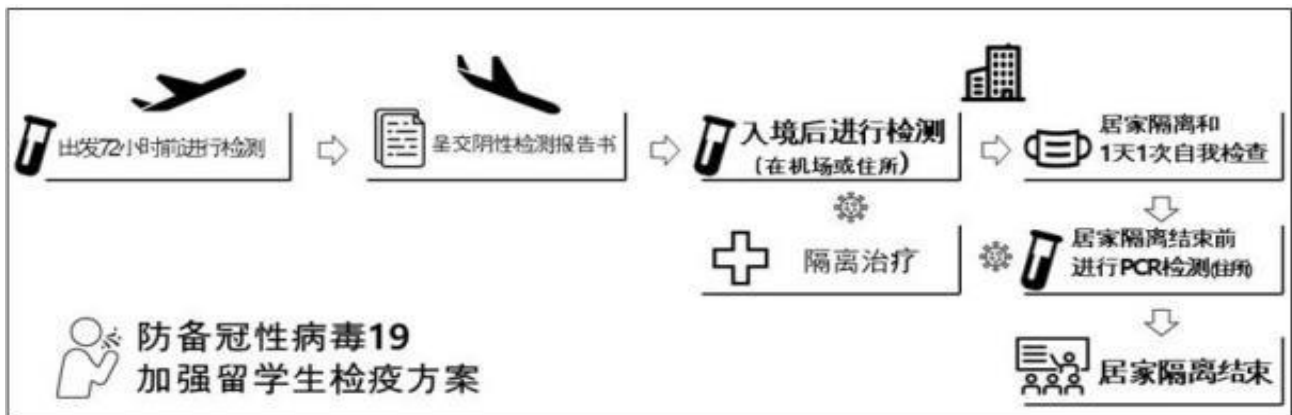 出发72小时前进行检测
呈交阴性检测报告书
入境后进行检测
(在机场或住所)
居家隔离和
1天1次自我检查
隔离治疗
居家隔离结束前
进行PCR检测(住所)
居家隔离结束
防备冠性病毒19
加强留学生检疫方案